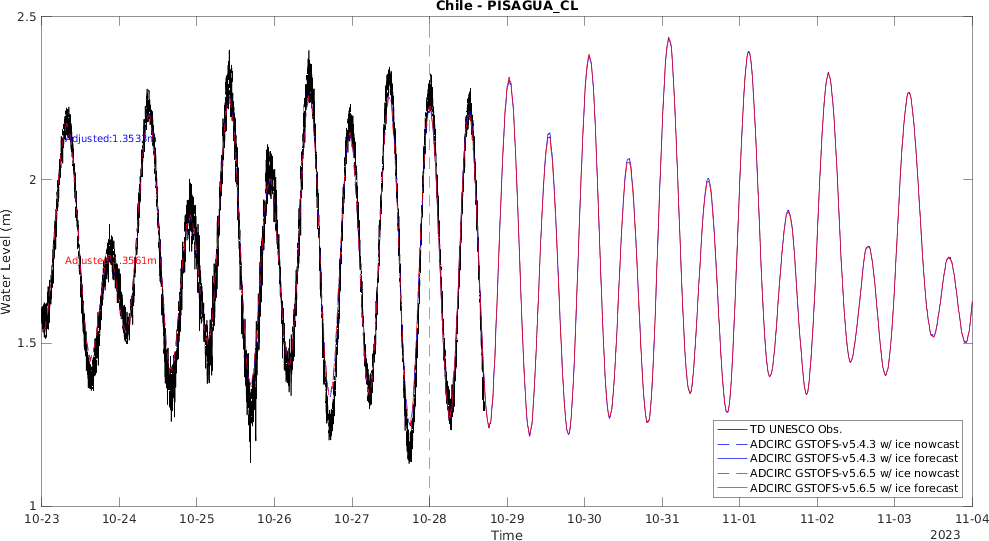 Chile - PISAGUA_CL
2.5
2
1.5
1
Water Level (m)
Adjusted:1.3533m
Adjusted:1.3561m
TD UNESCO Obs.
ADCIRC GSTOFS-v5.4.3 w/ ice nowcast
ADCIRC GSTOFS-v5.4.3 w/ ice forecast
ADCIRC GSTOFS-v5.6.5 w/ ice nowcast
ADCIRC GSTOFS-v5.6.5 w/ ice forecast
10-23 10-24 10-25 10-26 10-27 10-28 10-29 10-30 10-31 11-01 11-02 11-03 11-04
Time
2023